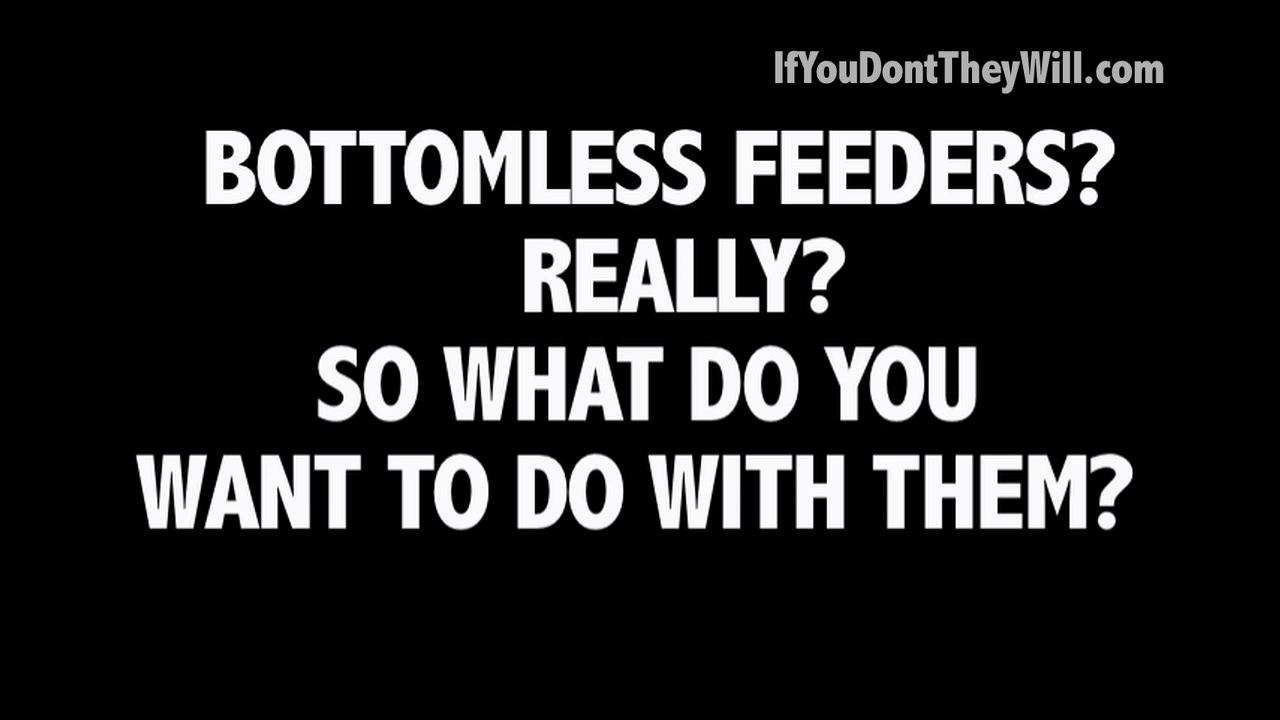 IfYouDontTheyWill.com
BOTTOMLESS FEEDERS?
REALLY?
SO WHAT DO YOU
WANT TO DO WITH THEM?